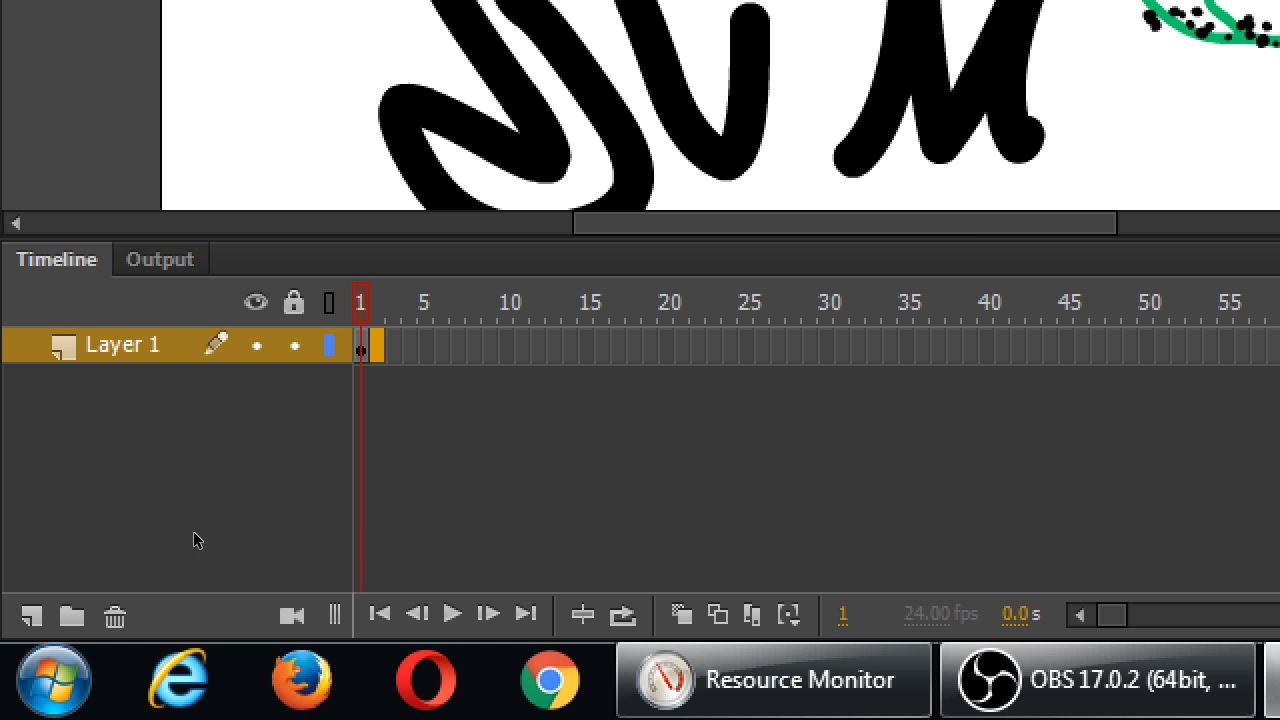 Timeline Output
1 5 10 15 20 25 30 35 40 45 50 55
Layer 1
1 24.00 fps 0.0 s
Resource Monitor OBS 17.0.2 (64bit, ...